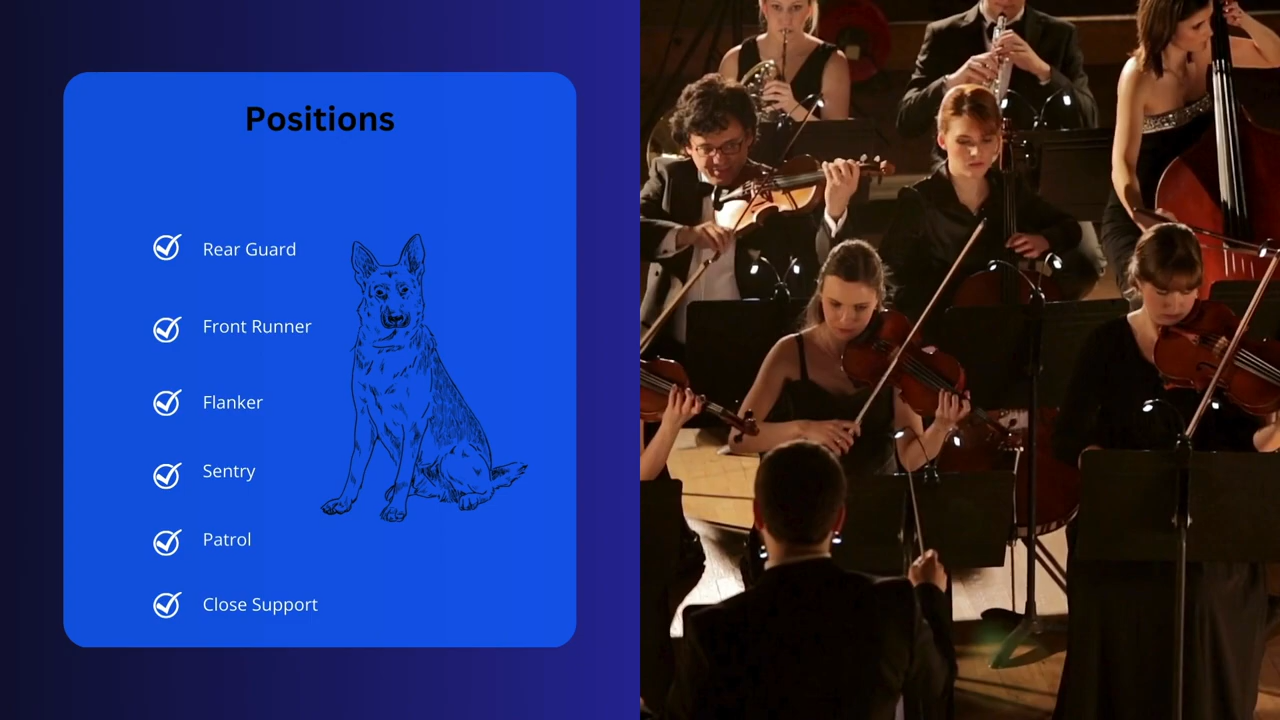 Positions
Rear Guard
Front Runner
Flanker
Sentry
Patrol
Close Support